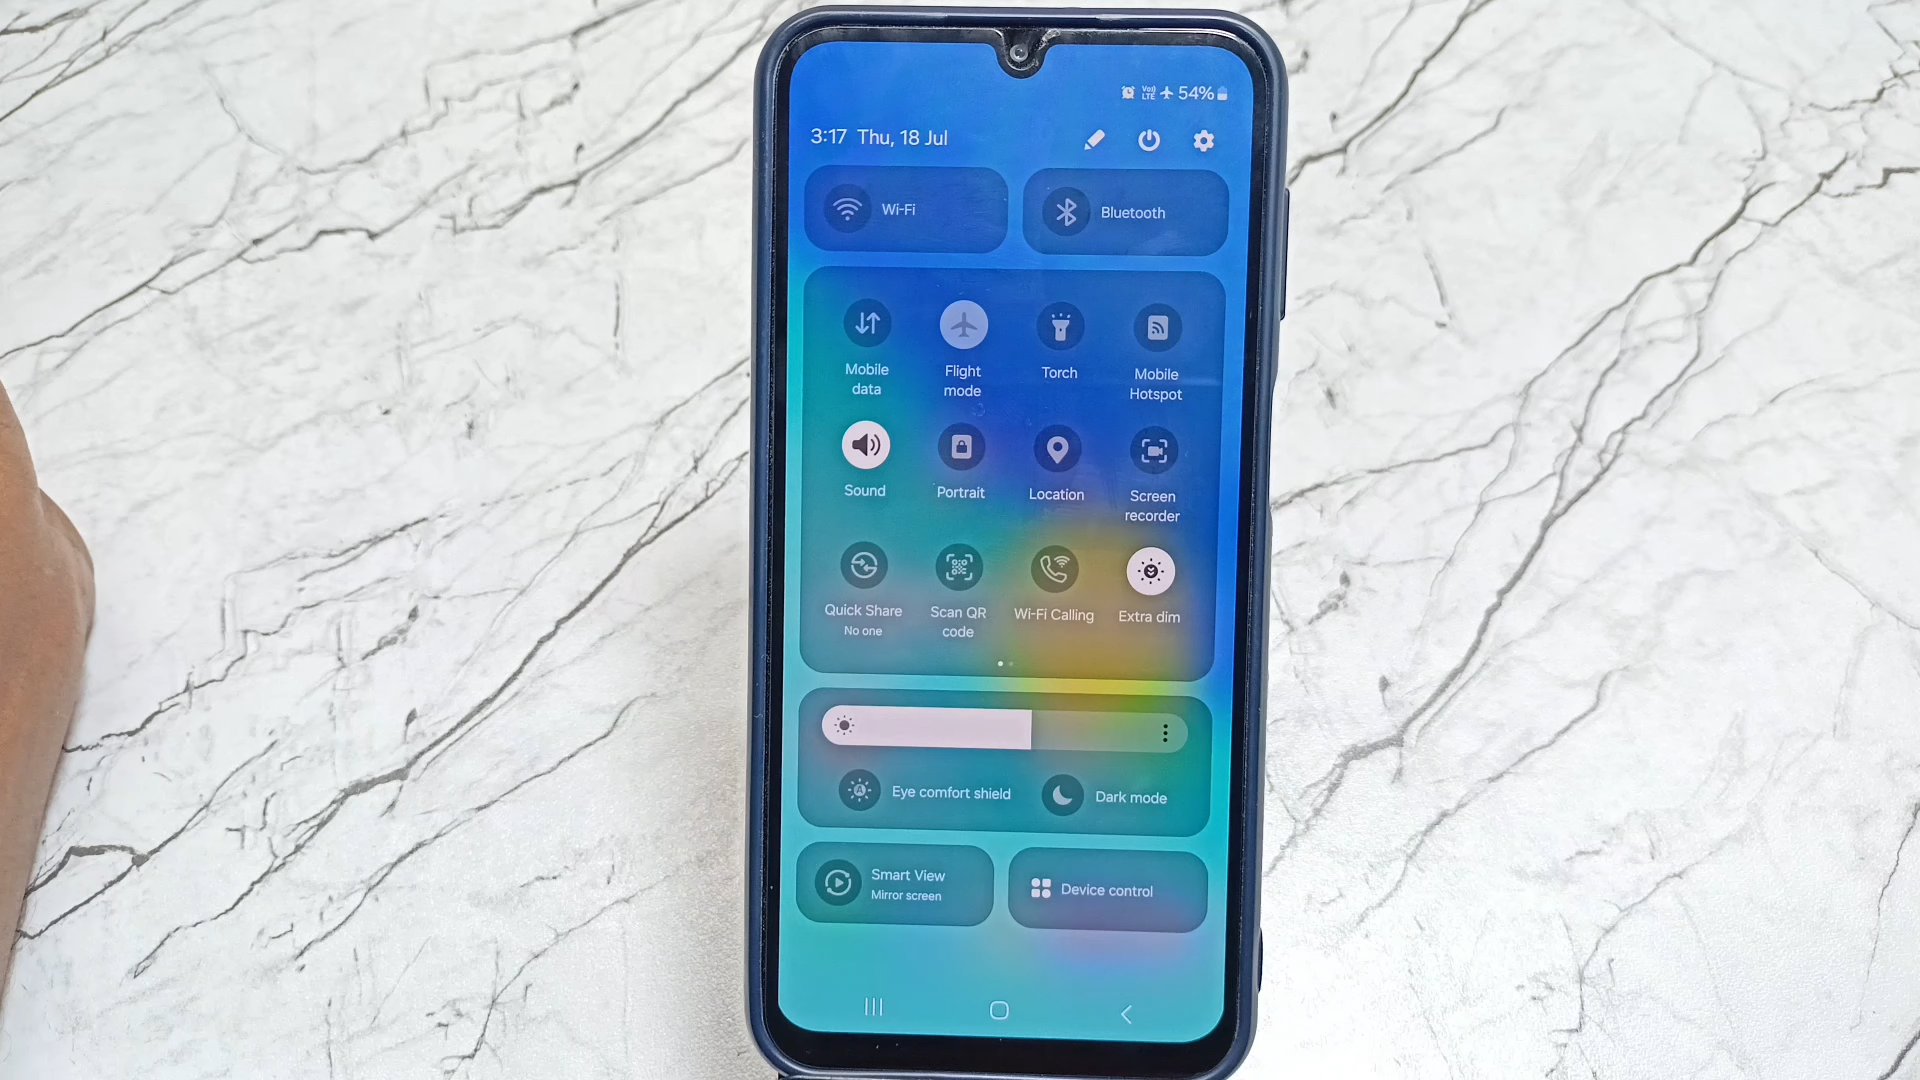 Vo)) LTE 54%
3:17 Thu, 18 Jul
Wi-Fi
Bluetooth
Mobile data
Flight mode
Torch
Mobile Hotspot
Sound
Portrait
Location
Screen recorder
Quick Share
No one
Scan QR code
Wi-Fi Calling
Extra dim
A
Eye comfort shield
Dark mode
Smart View
Mirror screen
Device control